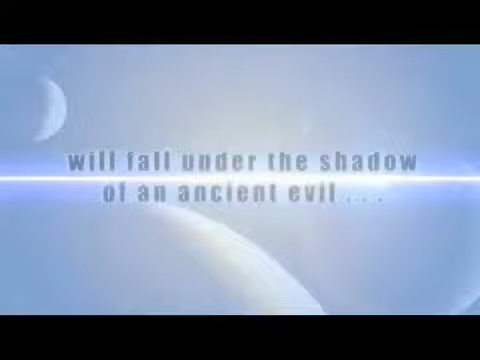 will fall under the shadow
of an ancient evil ... .